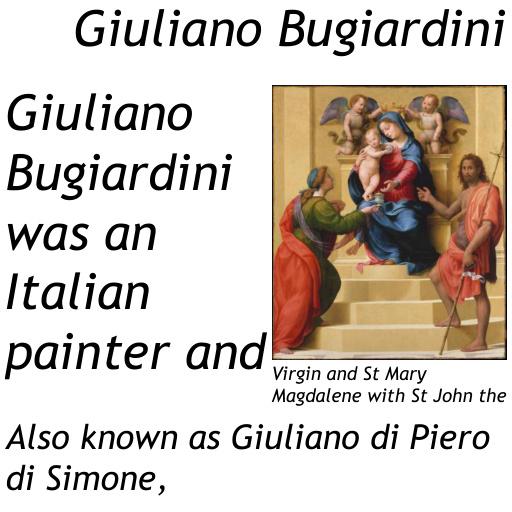 Giuliano Bugiardini
Giuliano
Bugiardini
was an
Italian
painter and
Virgin and St Mary
Magdalene with St John the
Also known as Giuliano di Piero
di Simone,